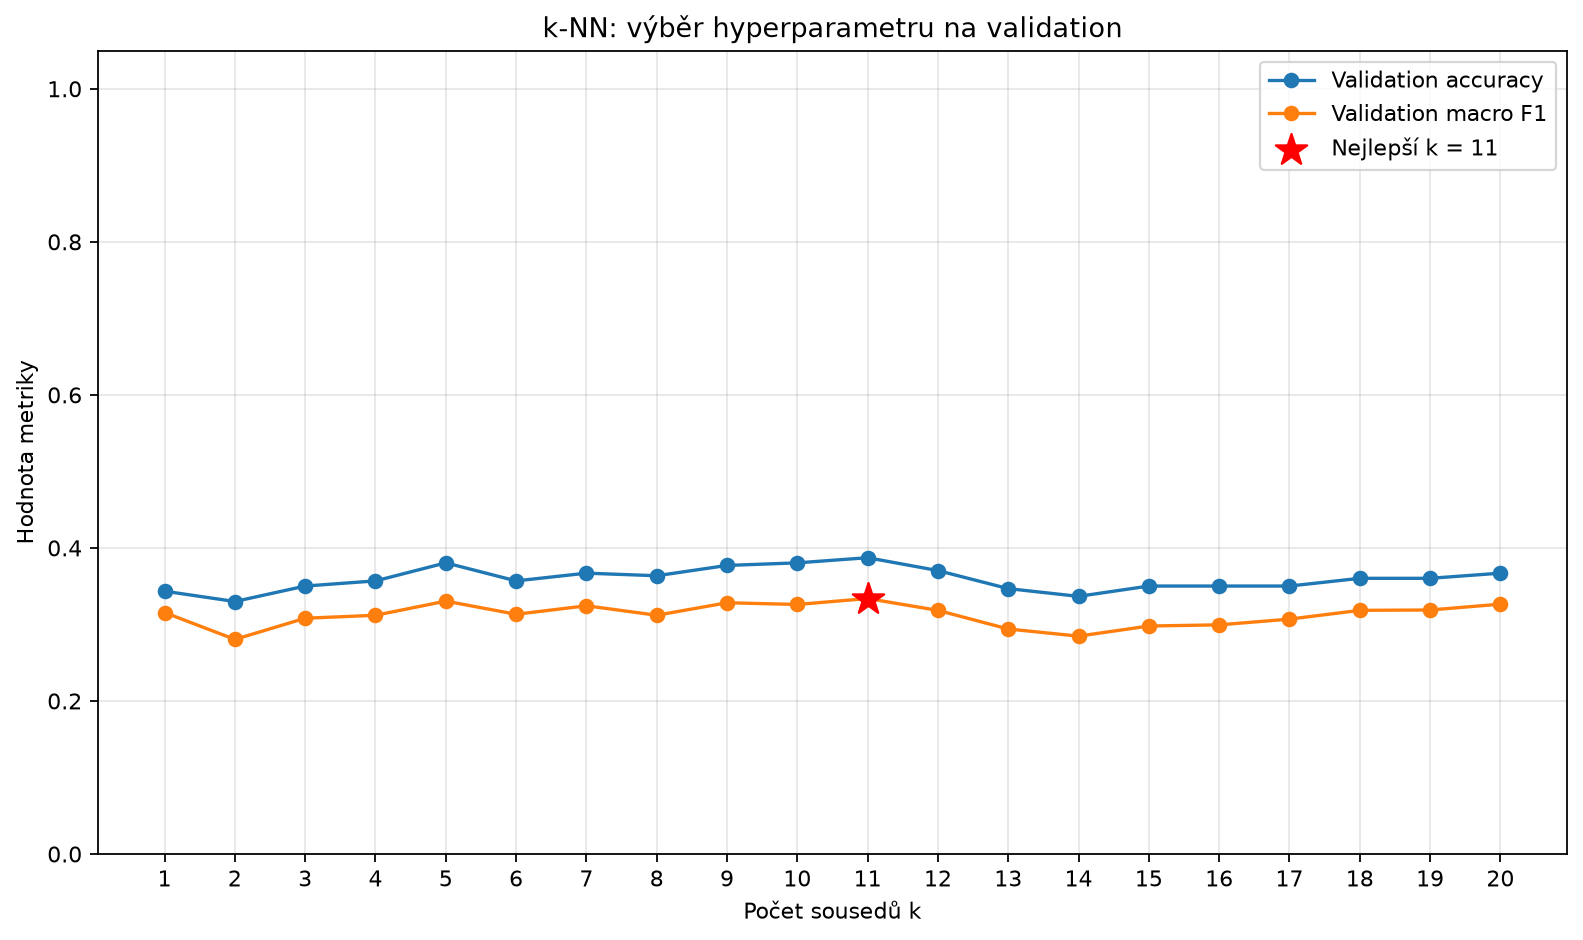 k-NN: výběr hyperparametru na validation
Validation accuracy
Validation macro F1
Nejlepší k = 11
Hodnota metriky
1.0
0.8
0.6
0.4
0.2
0.0
1 2 3 4 5 6 7 8 9 10 11 12 13 14 15 16 17 18 19 20
Počet sousedů k